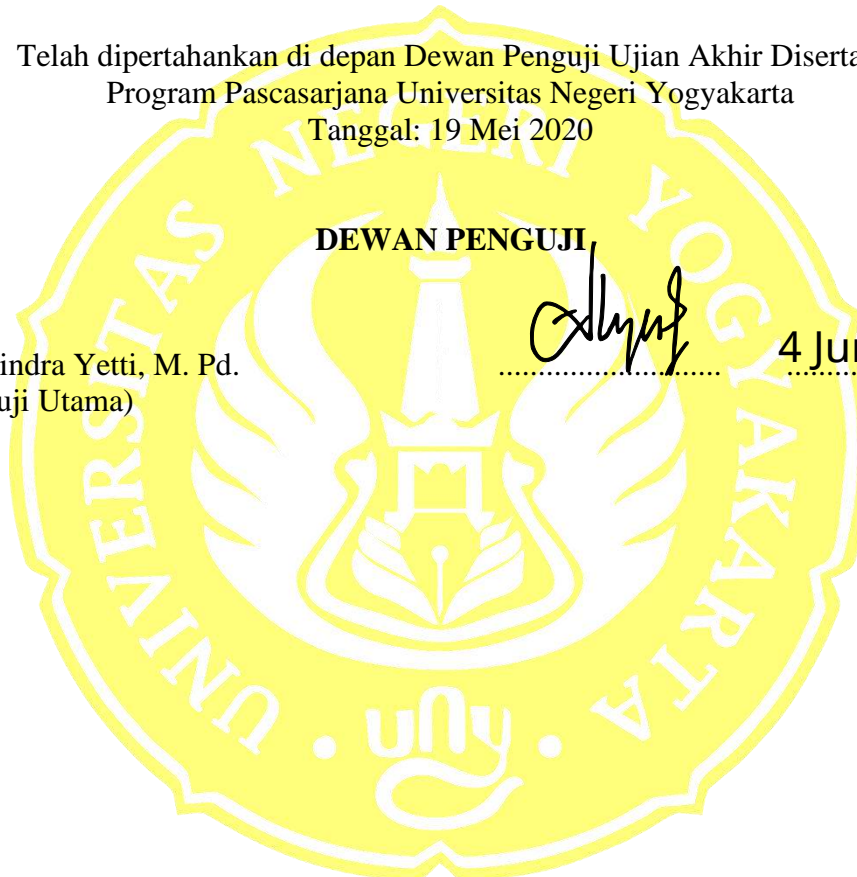 Telah dipertahankan di depan Dewan Penguji Ujian Akhir Diserta
Program Pascasarjana Universitas Negeri Yogyakarta
Tanggal: 19 Mei 2020
DEWAN PENGUJI
indra Yetti, M. Pd. ............................ 4 Jur
uji Utama)
UNIVERSITAS NEGERI YOGYAKARTA
uny